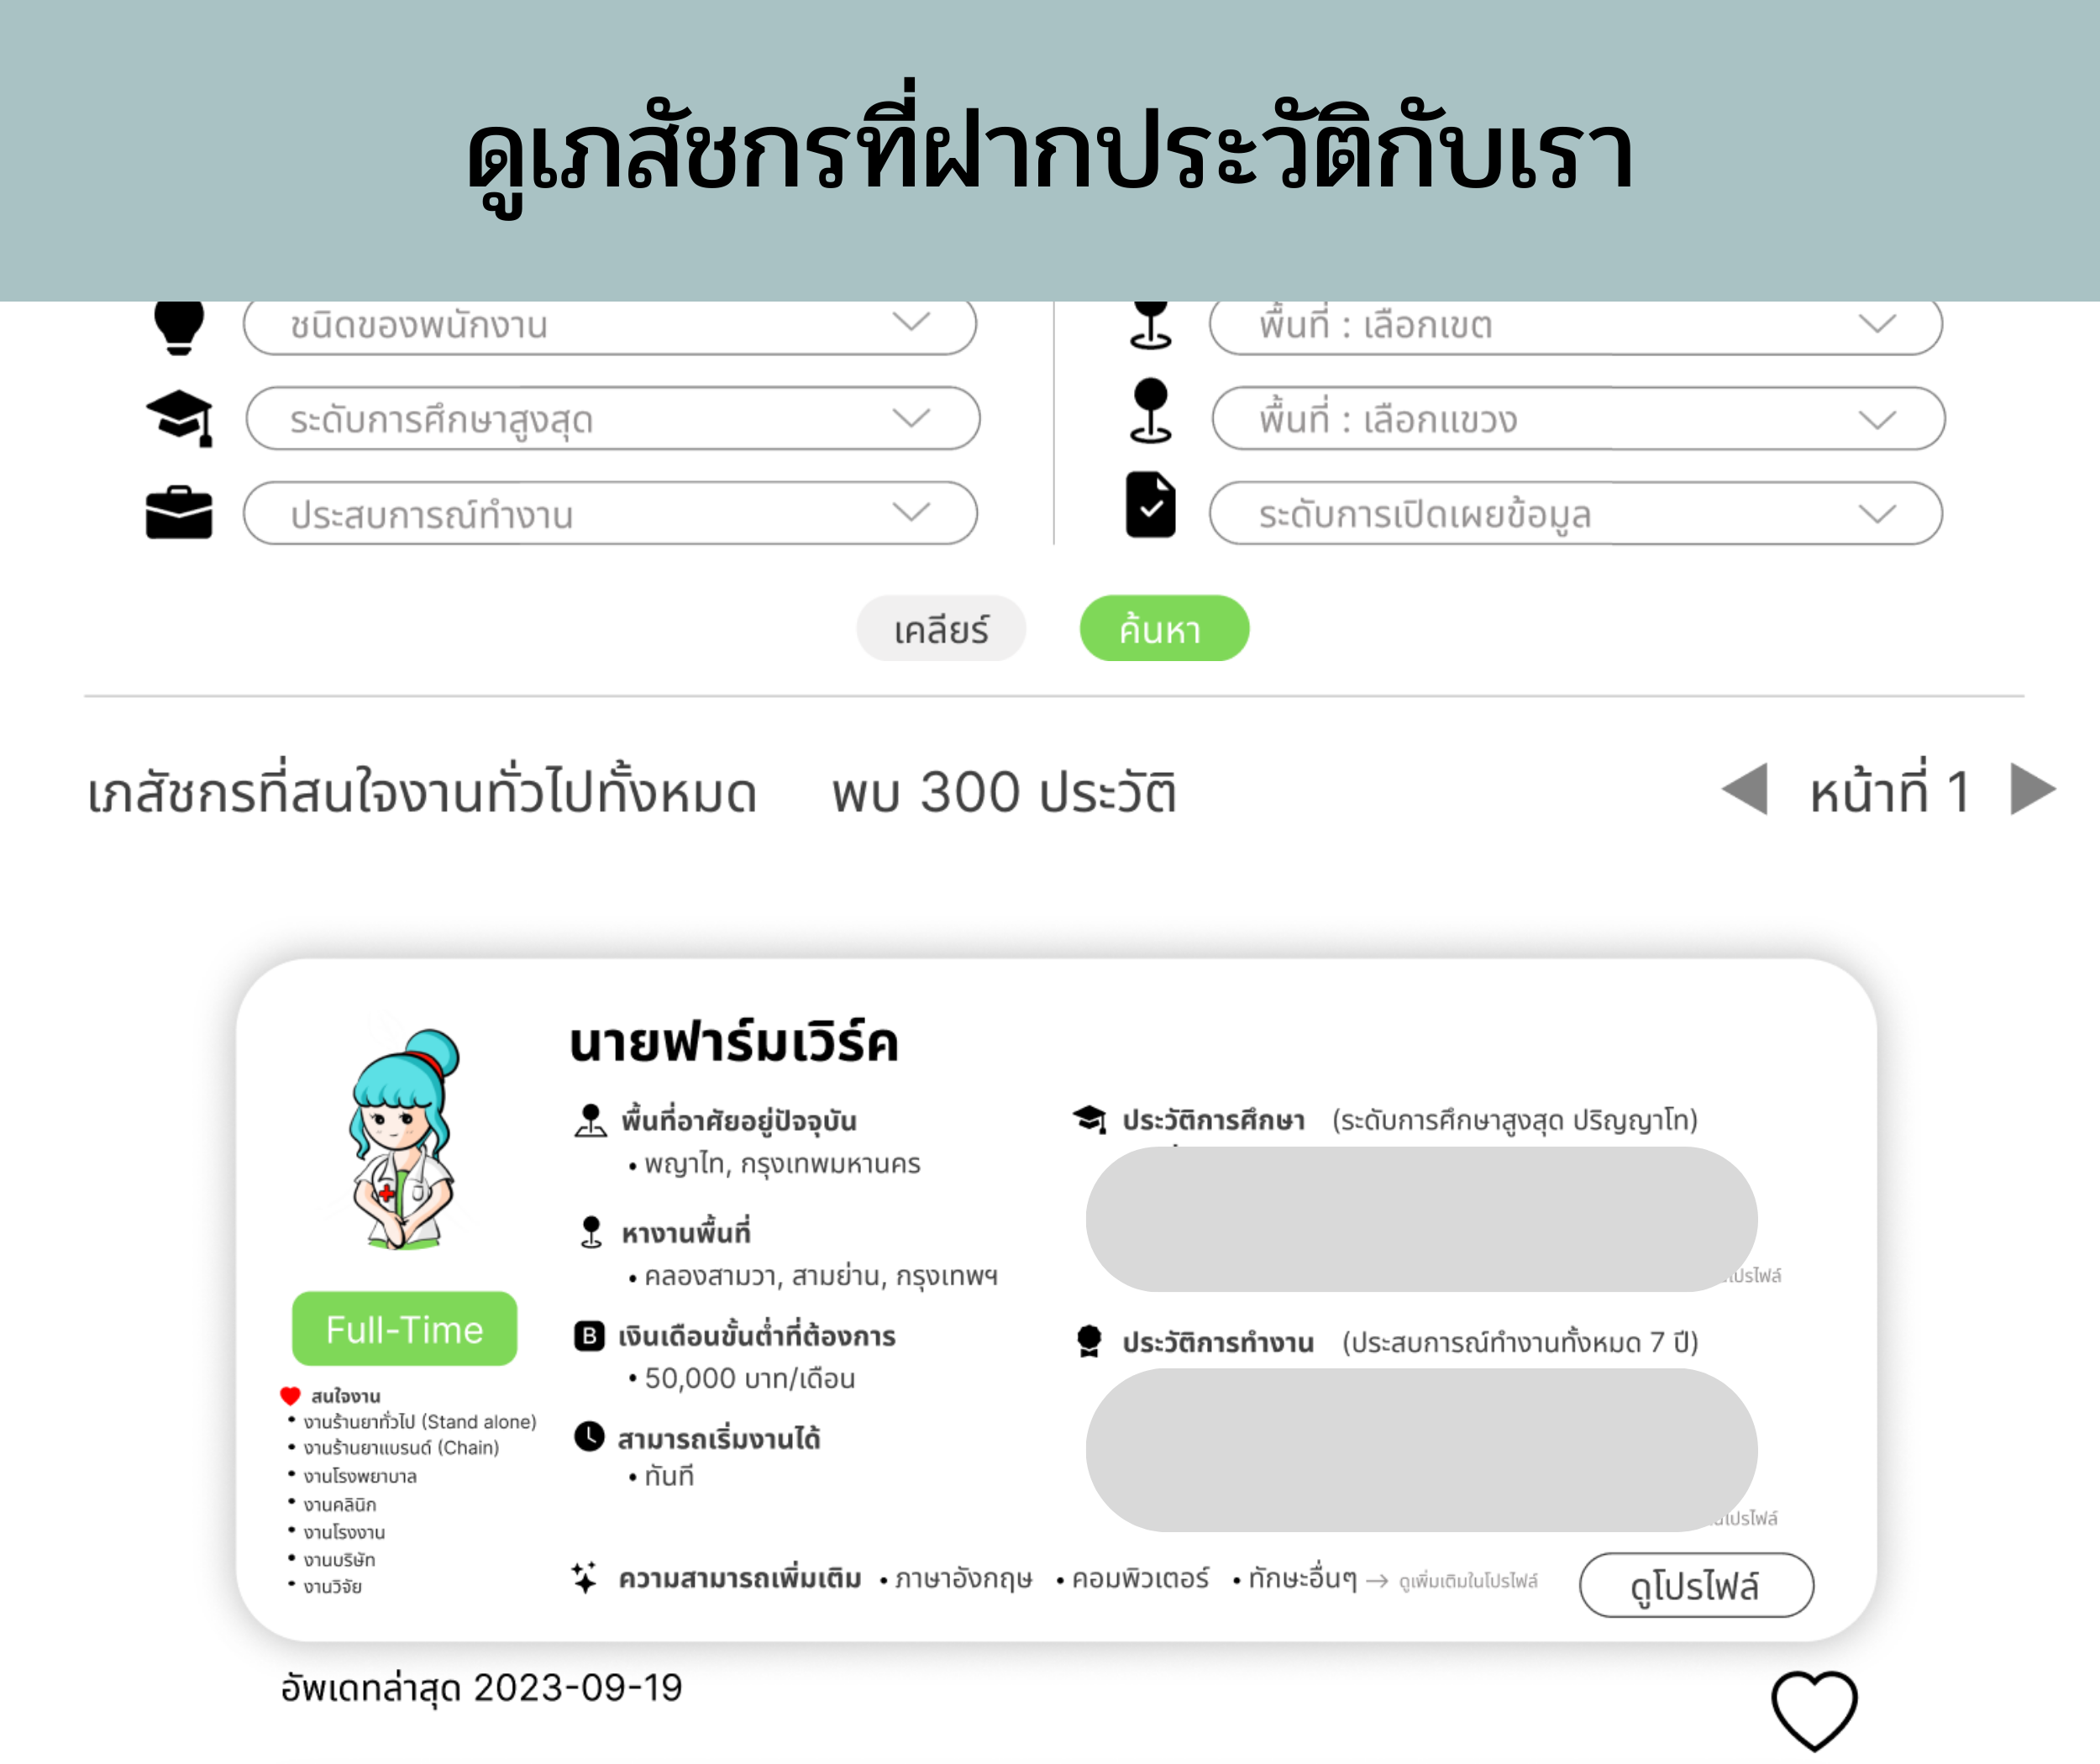 ดูเภสัชกรที่ฝากประวัติกับเรา
ชนิดของพนักงาน
พื้นที่ : เลือกเขต
ระดับการศึกษาสูงสุด
พื้นที่ : เลือกแขวง
ประสบการณ์ทำงาน
ระดับการเปิดเผยข้อมูล
เคลียร์
ค้นหา
เภสัชกรที่สนใจงานทั่วไปทั้งหมด พบ 300 ประวัติ
หน้าที่ 1
นายฟาร์มเวิร์ค
พื้นที่อาศัยอยู่ปัจจุบัน
• พญาไท, กรุงเทพมหานคร
หางานพื้นที่
• คลองสามวา, สามย่าน, กรุงเทพฯ
B เงินเดือนขั้นต่ำที่ต้องการ
• 50,000 บาท/เดือน
สามารถเริ่มงานได้
• ทันที
ประวัติการศึกษา (ระดับการศึกษาสูงสุด ปริญญาโท)
ประวัติการทำงาน (ประสบการณ์ทำงานทั้งหมด 7 ปี)
Full-Time
สนใจงาน
• งานร้านยาทั่วไป (Stand alone)
• งานร้านยาแบรนด์ (Chain)
• งานโรงพยาบาล
• งานคลินิก
• งานโรงงาน
• งานบริษัท
• งานวิจัย
ความสามารถเพิ่มเติม • ภาษาอังกฤษ • คอมพิวเตอร์ • ทักษะอื่นๆ → ดูเพิ่มเติมในโปรไฟล์
ดูโปรไฟล์
อัพเดทล่าสุด 2023-09-19